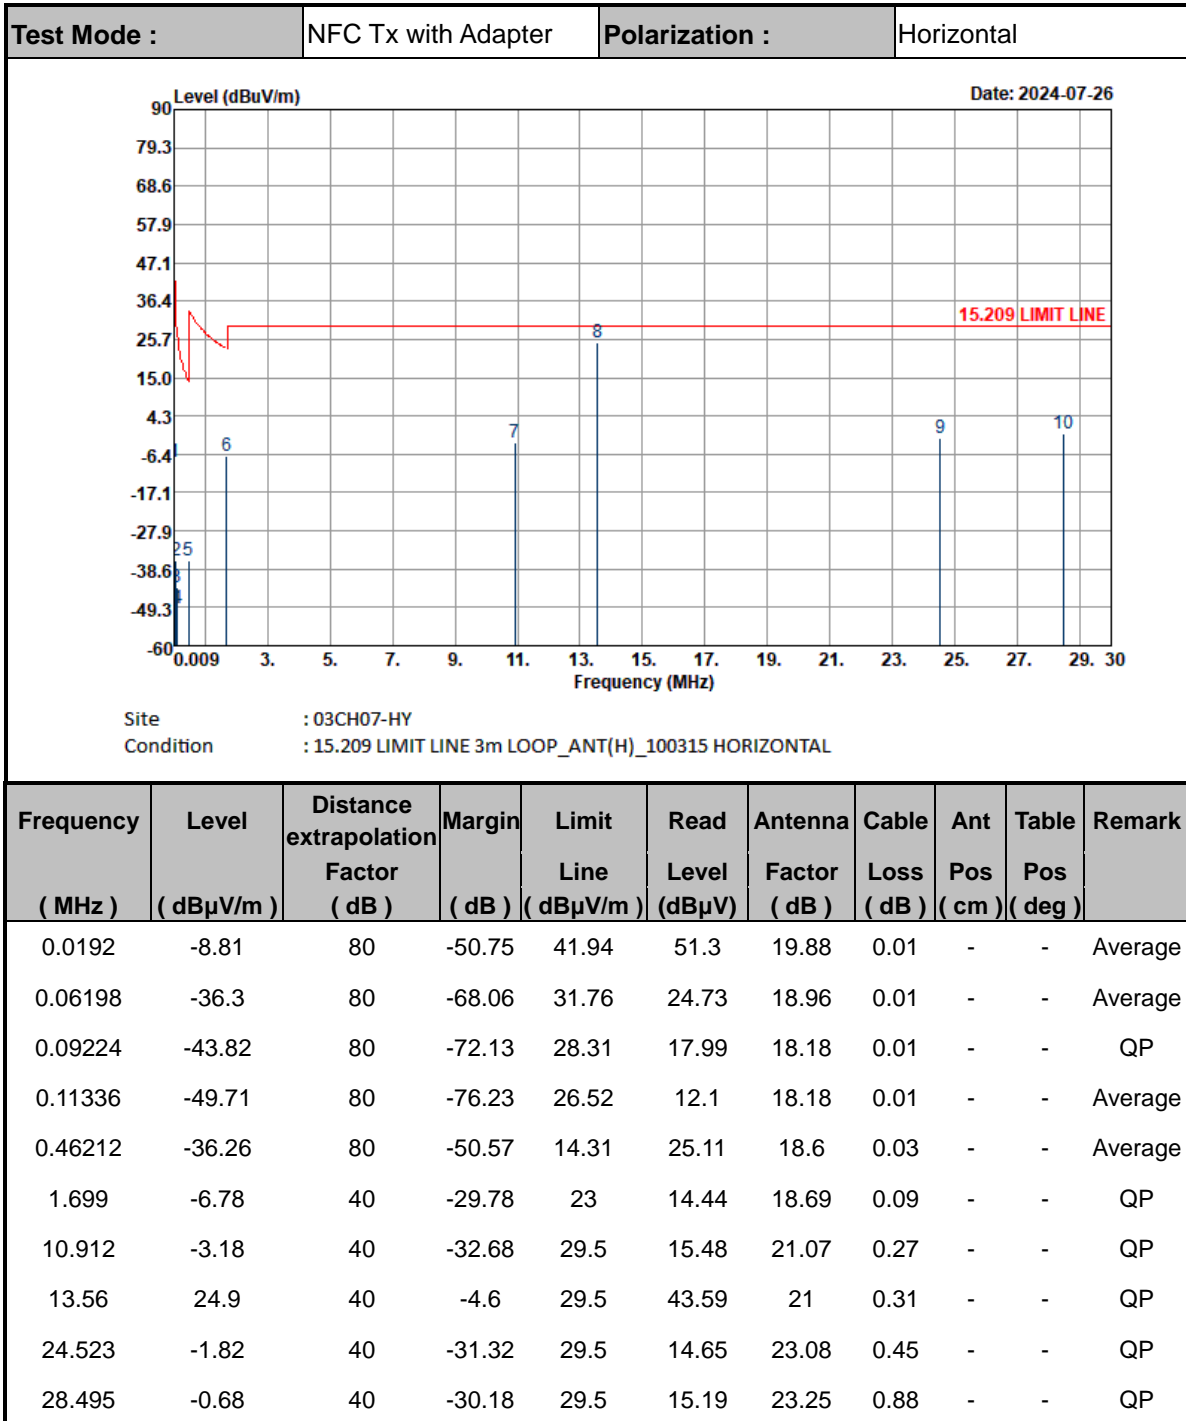 Test Mode : NFC Tx with Adapter Polarization : Horizontal
Level (dBuV/m) Date: 2024-07-26
90
79.3
68.6
57.9
47.1
36.4
25.7
15.0
4.3
-6.4
-17.1
-27.9
-38.6
-49.3
-60
15.209 LIMIT LINE
1
2
3
4
5
6
7
8
9
10
0.009 3. 5. 7. 9. 11. 13. 15. 17. 19. 21. 23. 25. 27. 29. 30
Frequency (MHz)
Site : 03CH07-HY
Condition : 15.209 LIMIT LINE 3m LOOP_ANT(H)_100315 HORIZONTAL
Frequency Level Distance extrapolation Margin Limit Read Antenna Cable Ant Table Remark
Factor Line Level Factor Loss Pos Pos
( MHz ) ( dBµV/m ) ( dB ) ( dB ) ( dBµV/m ) (dBµV) ( dB ) ( dB ) ( cm ) ( deg )
0.0192 -8.81 80 -50.75 41.94 51.3 19.88 0.01 - - Average
0.06198 -36.3 80 -68.06 31.76 24.73 18.96 0.01 - - Average
0.09224 -43.82 80 -72.13 28.31 17.99 18.18 0.01 - - QP
0.11336 -49.71 80 -76.23 26.52 12.1 18.18 0.01 - - Average
0.46212 -36.26 80 -50.57 14.31 25.11 18.6 0.03 - - Average
1.699 -6.78 40 -29.78 23 14.44 18.69 0.09 - - QP
10.912 -3.18 40 -32.68 29.5 15.48 21.07 0.27 - - QP
13.56 24.9 40 -4.6 29.5 43.59 21 0.31 - - QP
24.523 -1.82 40 -31.32 29.5 14.65 23.08 0.45 - - QP
28.495 -0.68 40 -30.18 29.5 15.19 23.25 0.88 - - QP